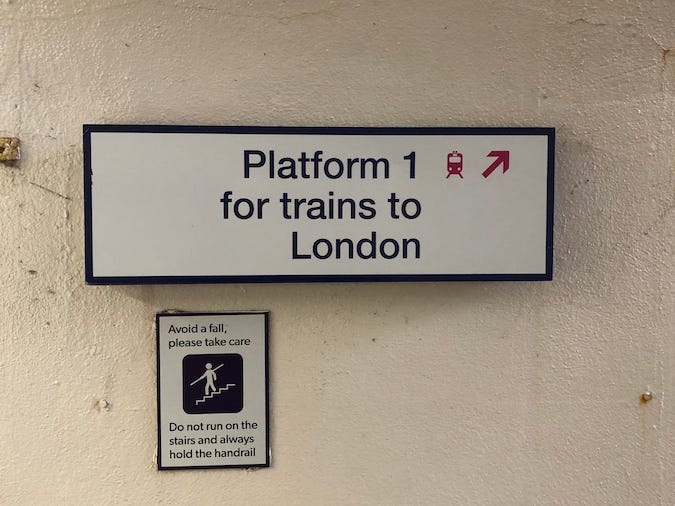 Platform 1
for trains to
London
Avoid a fall,
please take care
Do not run on the
stairs and always
hold the handrail